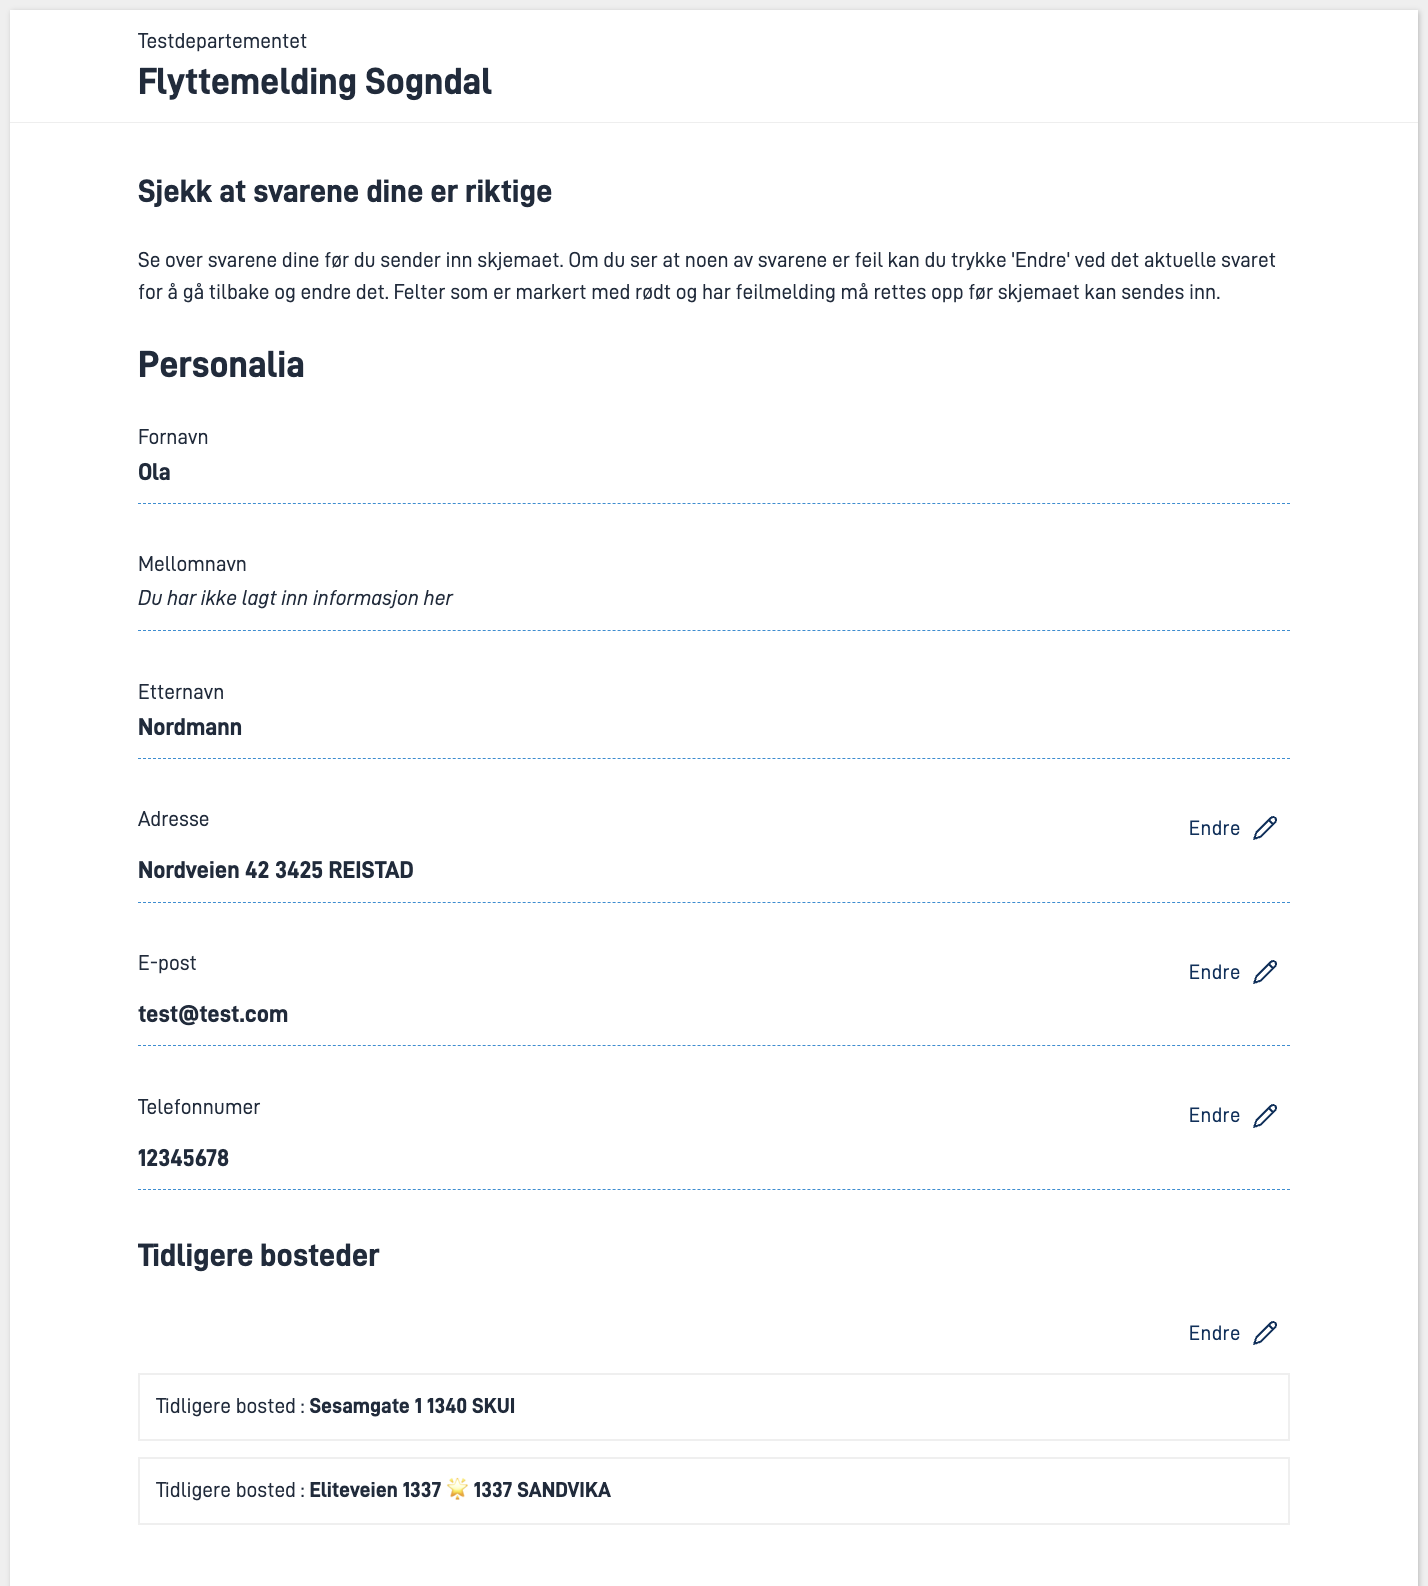 Testdepartementet
Flyttemelding Sogndal
Sjekk at svarene dine er riktige
Se over svarene dine før du sender inn skjemaet. Om du ser at noen av svarene er feil kan du trykke 'Endre' ved det aktuelle svaret
for å gå tilbake og endre det. Felter som er markert med rødt og har feilmelding må rettes opp før skjemaet kan sendes inn.
Personalia
Fornavn
Ola
Mellomnavn
Du har ikke lagt inn informasjon her
Etternavn
Nordmann
Adresse
Endre
Nordveien 42 3425 REISTAD
E-post
Endre
test@test.com
Telefonnumer
Endre
12345678
Tidligere bosteder
Endre
Tidligere bosted : Sesamgate 1 1340 SKUI
Tidligere bosted : Eliteveien 1337 🌟 1337 SANDVIKA